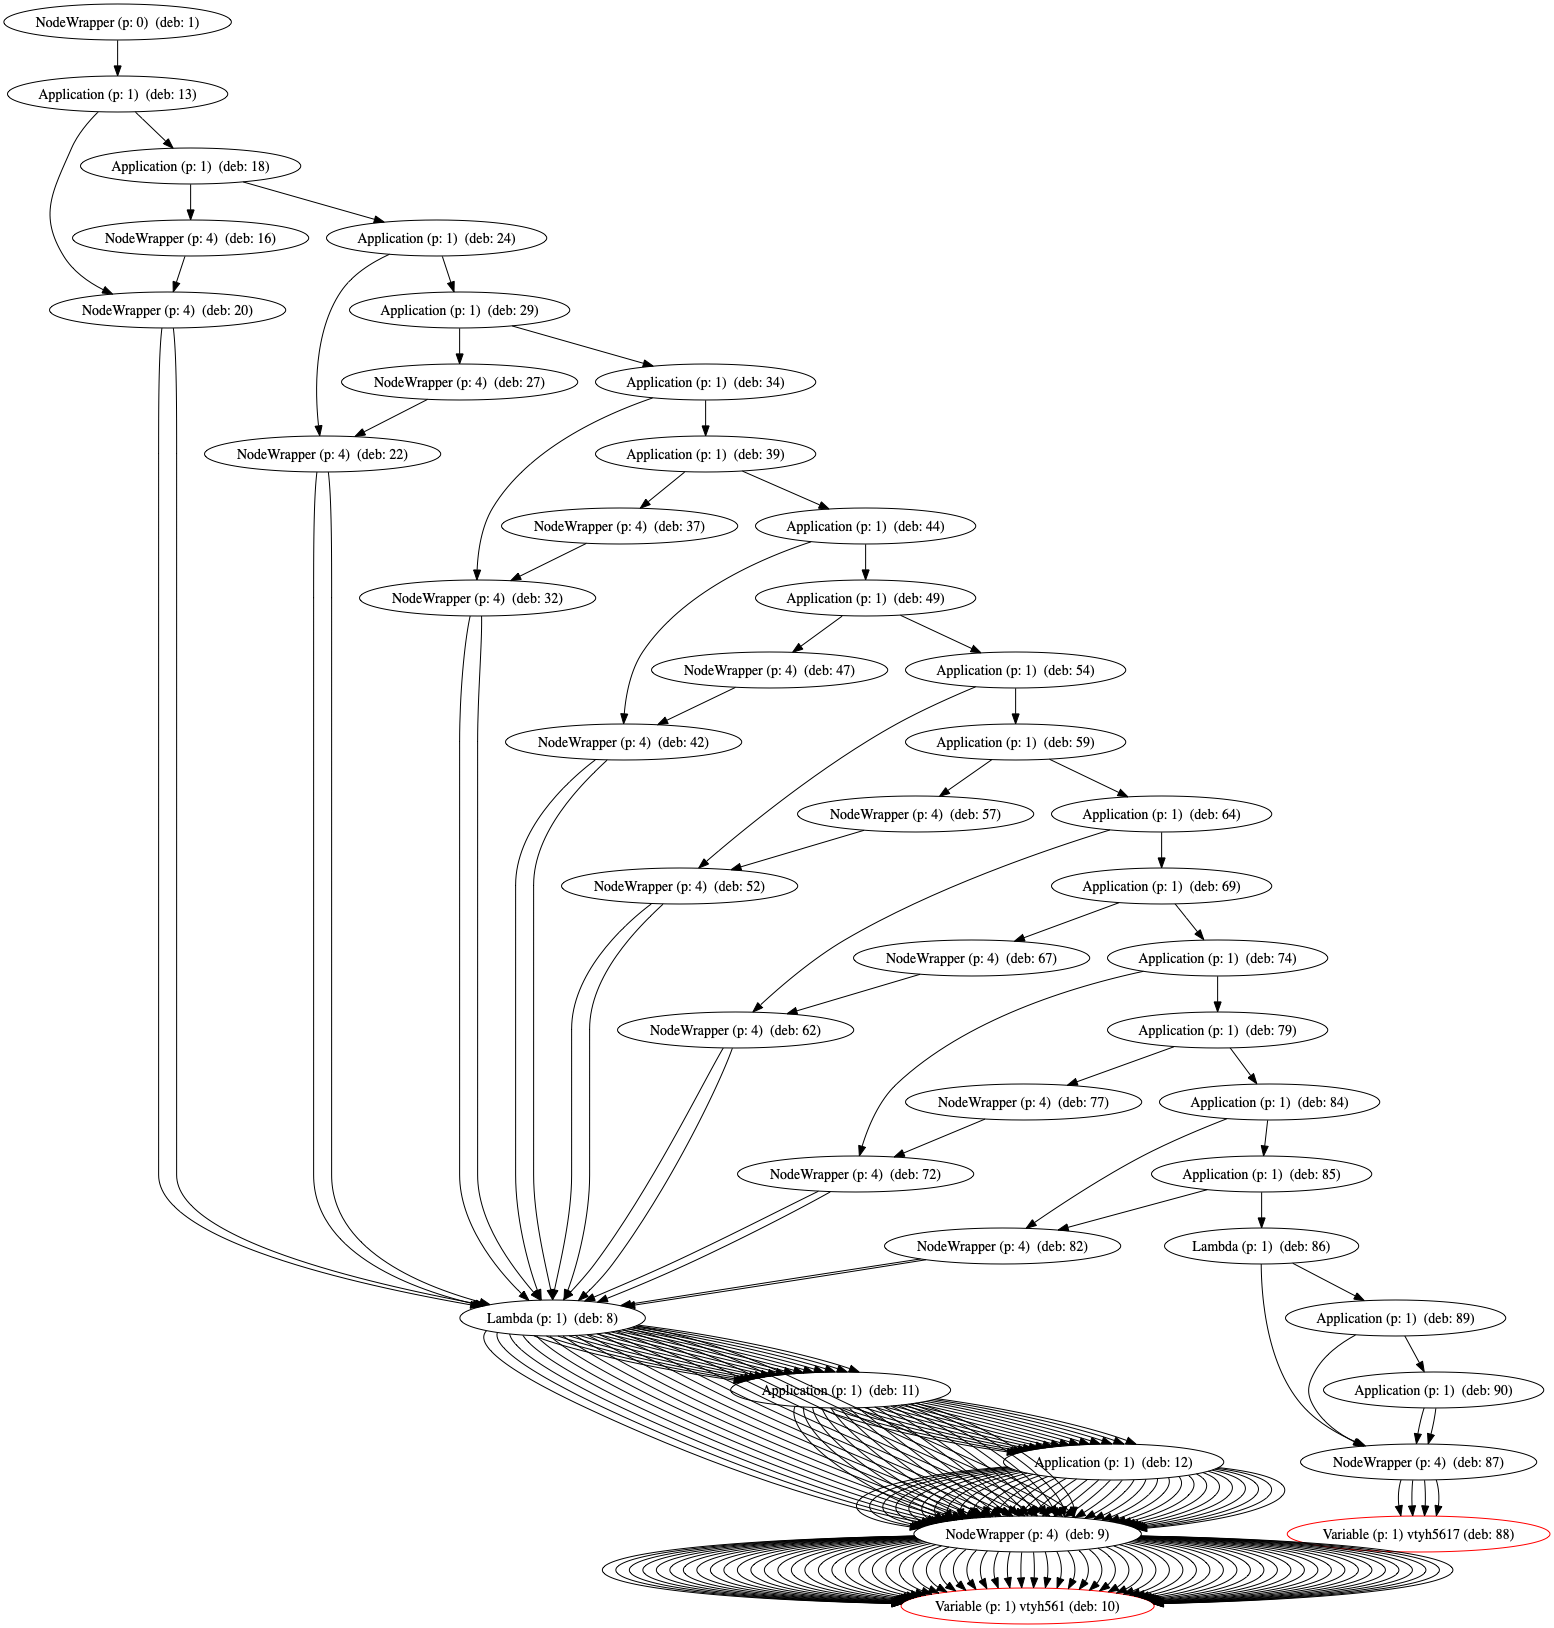 NodeWrapper (p: 0)  (deb: 1)
Application (p: 1)  (deb: 13)
Application (p: 1)  (deb: 18)
NodeWrapper (p: 4)  (deb: 16)
Application (p: 1)  (deb: 24)
NodeWrapper (p: 4)  (deb: 20)
Application (p: 1)  (deb: 29)
NodeWrapper (p: 4)  (deb: 27)
Application (p: 1)  (deb: 34)
NodeWrapper (p: 4)  (deb: 22)
Application (p: 1)  (deb: 39)
NodeWrapper (p: 4)  (deb: 37)
Application (p: 1)  (deb: 44)
NodeWrapper (p: 4)  (deb: 32)
Application (p: 1)  (deb: 49)
NodeWrapper (p: 4)  (deb: 47)
Application (p: 1)  (deb: 54)
NodeWrapper (p: 4)  (deb: 42)
Application (p: 1)  (deb: 59)
NodeWrapper (p: 4)  (deb: 57)
Application (p: 1)  (deb: 64)
NodeWrapper (p: 4)  (deb: 52)
Application (p: 1)  (deb: 69)
NodeWrapper (p: 4)  (deb: 67)
Application (p: 1)  (deb: 74)
NodeWrapper (p: 4)  (deb: 62)
Application (p: 1)  (deb: 79)
NodeWrapper (p: 4)  (deb: 77)
Application (p: 1)  (deb: 84)
NodeWrapper (p: 4)  (deb: 72)
Application (p: 1)  (deb: 85)
NodeWrapper (p: 4)  (deb: 82)
Lambda (p: 1)  (deb: 86)
Lambda (p: 1)  (deb: 8)
Application (p: 1)  (deb: 89)
Application (p: 1)  (deb: 11)
Application (p: 1)  (deb: 90)
Application (p: 1)  (deb: 12)
NodeWrapper (p: 4)  (deb: 87)
NodeWrapper (p: 4)  (deb: 9)
Variable (p: 1) vtyh5617 (deb: 88)
Variable (p: 1) vtyh561 (deb: 10)